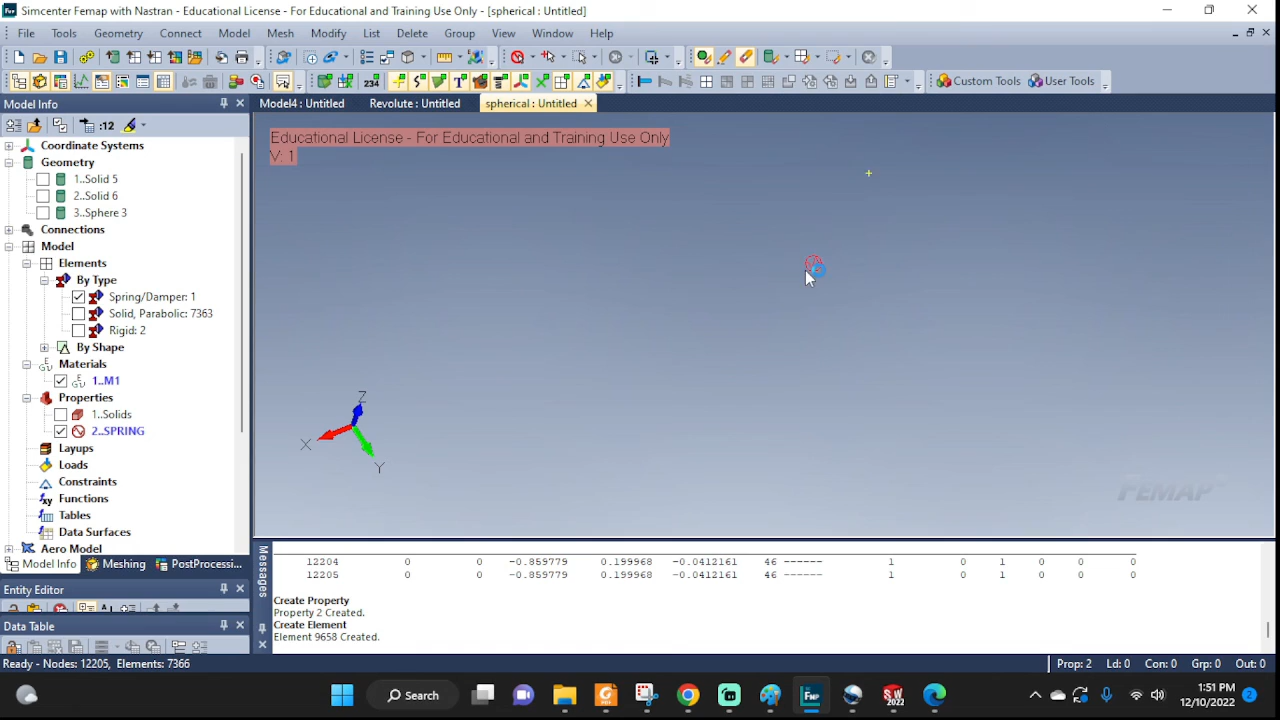 Simcenter Femap with Nastran - Educational License - For Educational and Training Use Only - [spherical : Untitled]
File Tools Geometry Connect Model Mesh Modify List Delete Group View Window Help
234 Custom Tools User Tools
Model Info
:12
Coordinate Systems
Geometry
1..Solid 5
2..Solid 6
3..Sphere 3
Connections
Model
Elements
By Type
Spring/Damper: 1
Solid, Parabolic: 7363
Rigid: 2
By Shape
Materials
1..M1
Properties
1..Solids
2..SPRING
Layups
Loads
Constraints
Functions
Tables
Data Surfaces
Aero Model
Model Info Meshing PostProcessi...
Entity Editor
Data Table
Model4 : Untitled Revolute : Untitled spherical : Untitled
Educational License - For Educational and Training Use Only
V: 1
Z
X
Y
FEMAP
Messages
12204 0 0 -0.859779 0.199968 -0.0412161 46 ------ 1 0 1 0 0 0
12205 0 0 -0.859779 0.199968 -0.0412161 46 ------ 1 0 1 0 0 0
Create Property
Property 2 Created.
Create Element
Element 9658 Created.
Ready - Nodes: 12205, Elements: 7366 Prop: 2 Ld: 0 Con: 0 Grp: 0 Out: 0
Search
1:51 PM
12/10/2022
2